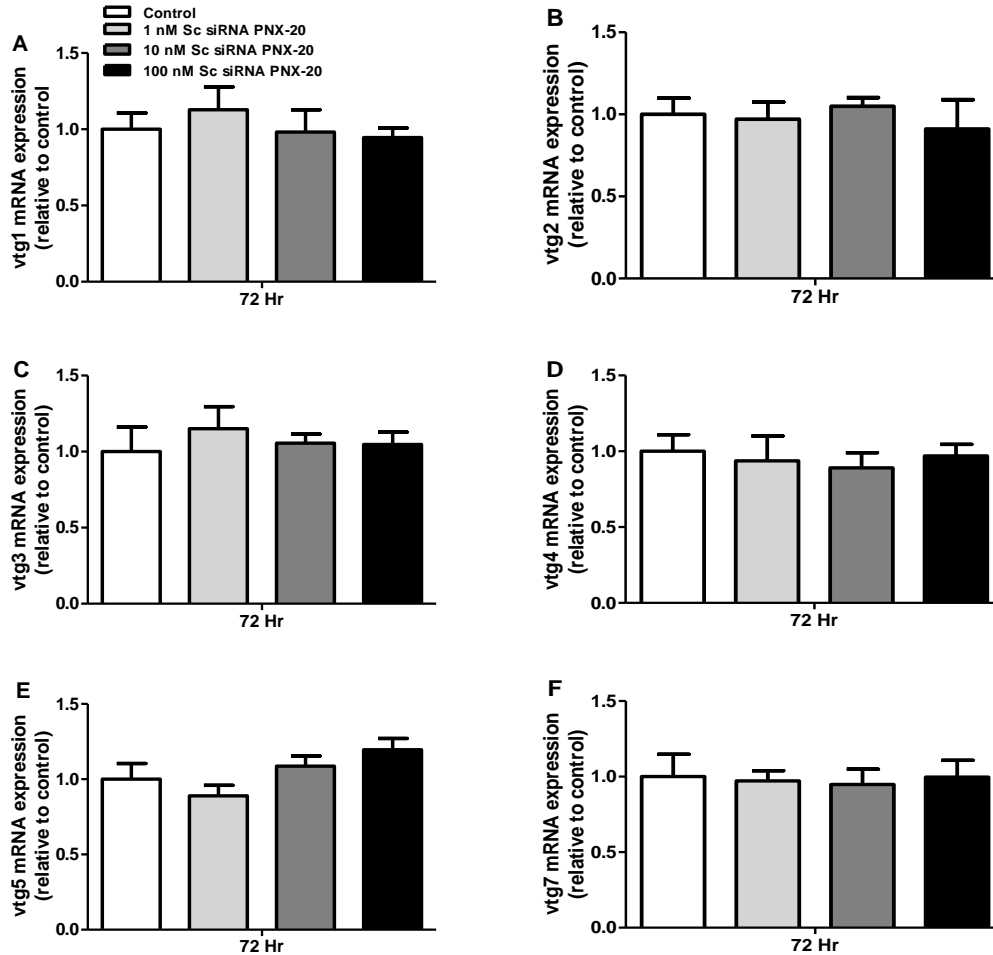 Control
1 nM Sc siRNA PNX-20
10 nM Sc siRNA PNX-20
100 nM Sc siRNA PNX-20
A
vtg1 mRNA expression
(relative to control
1.5
1.0
0.5
0.0
72 Hr
B
vtg2 mRNA expression
(relative to control)
1.5
1.0
0.5
0.0
72 Hr
C
vtg3 mRNA expression
(relative to control)
1.5
1.0
0.5
0.0
72 Hr
D
vtg4 mRNA expression
(relative to control)
1.5
1.0
0.5
0.0
72 Hr
E
vtg5 mRNA expression
(relative to control)
1.5
1.0
0.5
0.0
72 Hr
F
vtg7 mRNA expression
(relative to control)
1.5
1.0
0.5
0.0
72 Hr